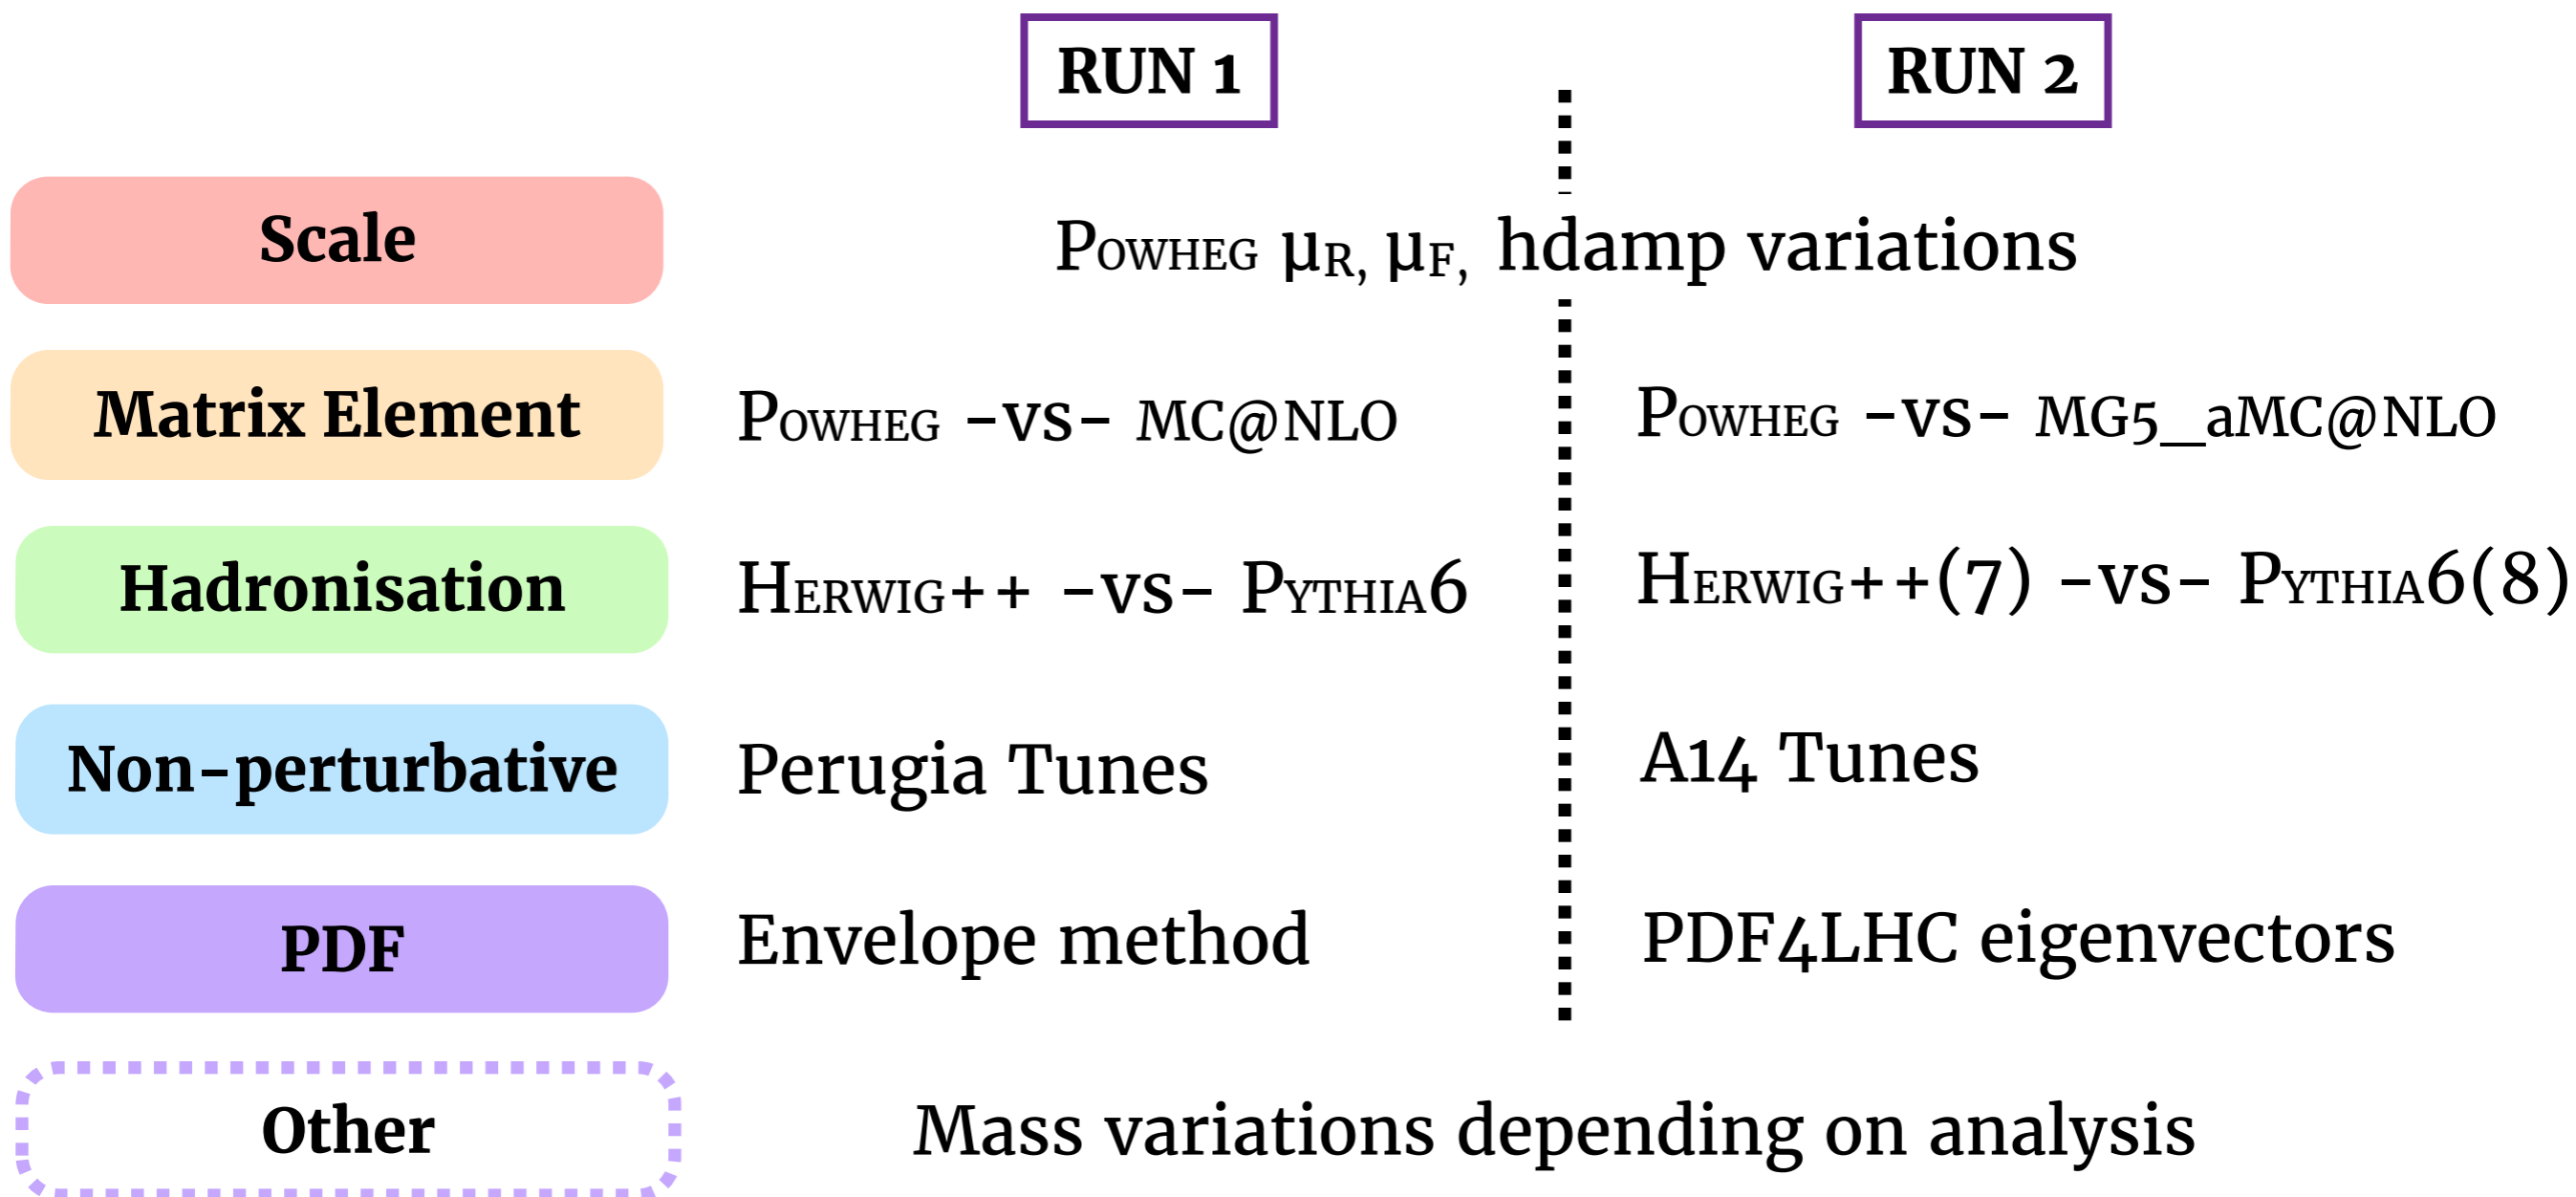 RUN 1 RUN 2
Scale POWHEG μR, μF, hdamp variations
Matrix Element POWHEG -vs- MC@NLO POWHEG -vs- MG5_aMC@NLO
Hadronisation HERWIG++ -vs- PYTHIA6 HERWIG++(7) -vs- PYTHIA6(8)
Non-perturbative Perugia Tunes A14 Tunes
PDF Envelope method PDF4LHC eigenvectors
Other Mass variations depending on analysis